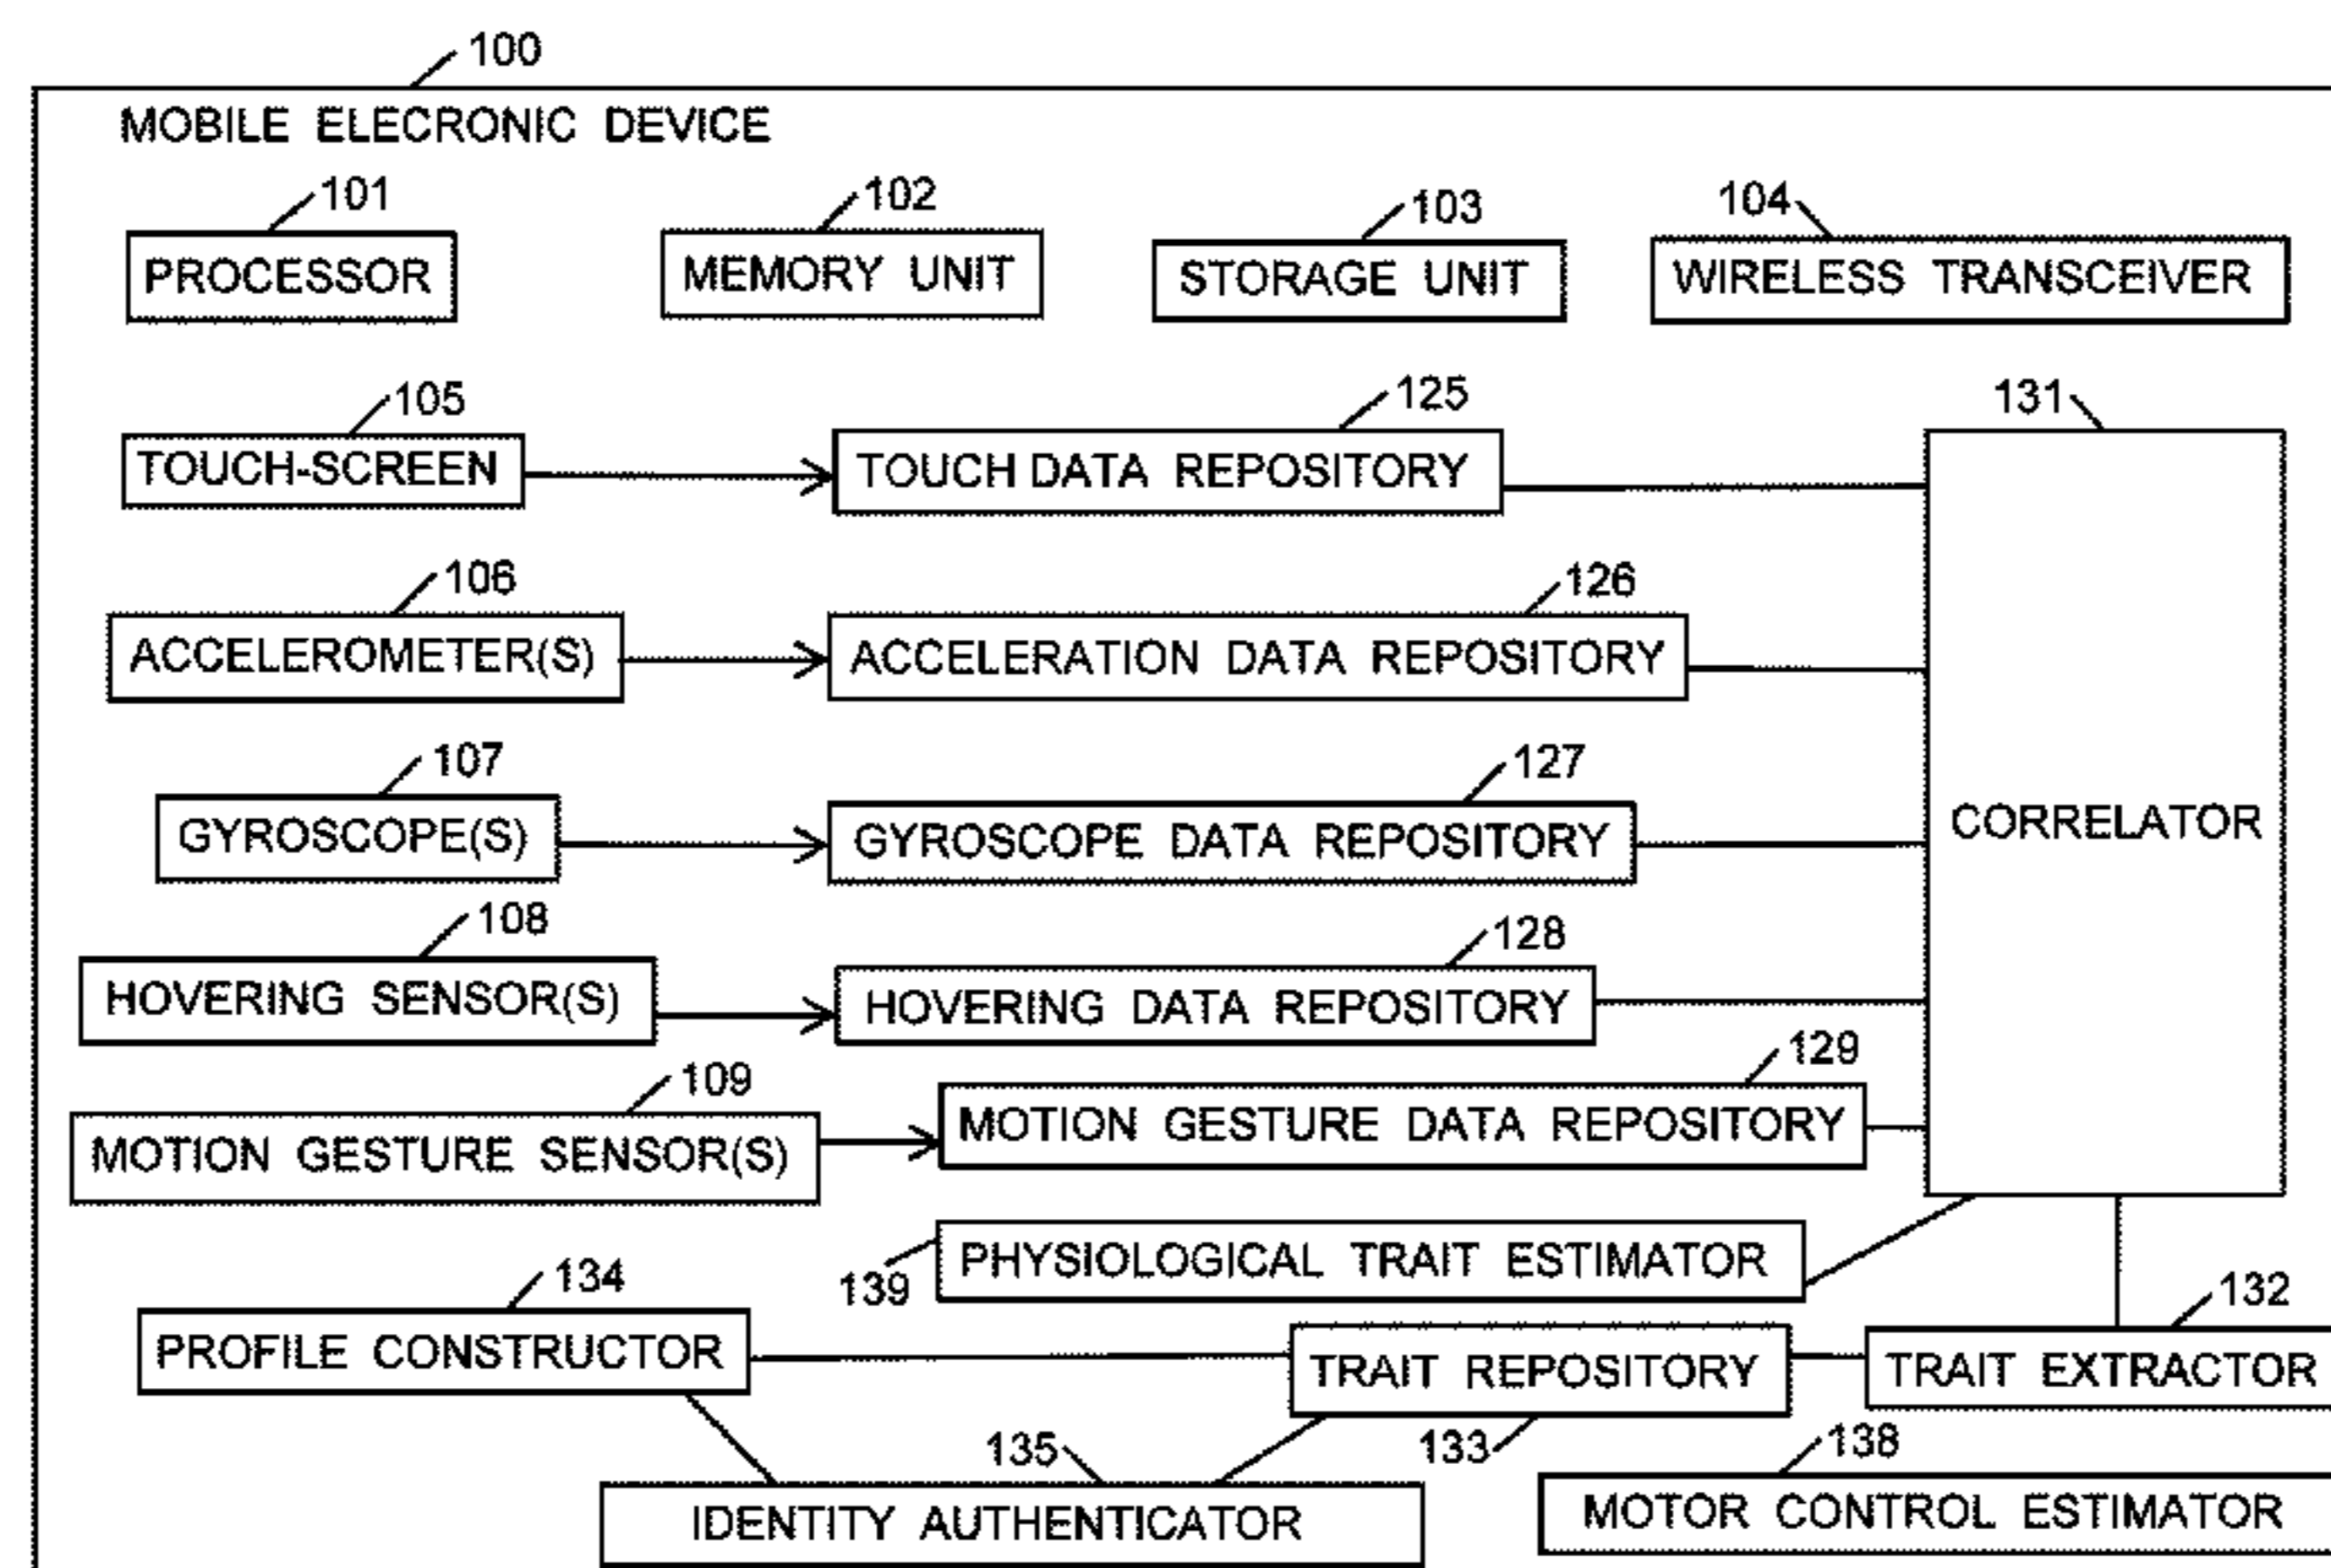 100
MOBILE ELECRONIC DEVICE
101
102
103
104
PROCESSOR
MEMORY UNIT
STORAGE UNIT
WIRELESS TRANSCEIVER
105
125
131
TOUCH-SCREEN
TOUCH DATA REPOSITORY
106
126
ACCELEROMETER(S)
ACCELERATION DATA REPOSITORY
107
127
GYROSCOPE(S)
GYROSCOPE DATA REPOSITORY
CORRELATOR
108
128
HOVERING SENSOR(S)
HOVERING DATA REPOSITORY
109
129
MOTION GESTURE SENSOR(S)
MOTION GESTURE DATA REPOSITORY
139
PHYSIOLOGICAL TRAIT ESTIMATOR
134
132
PROFILE CONSTRUCTOR
TRAIT REPOSITORY
TRAIT EXTRACTOR
135
133
138
IDENTITY AUTHENTICATOR
MOTOR CONTROL ESTIMATOR